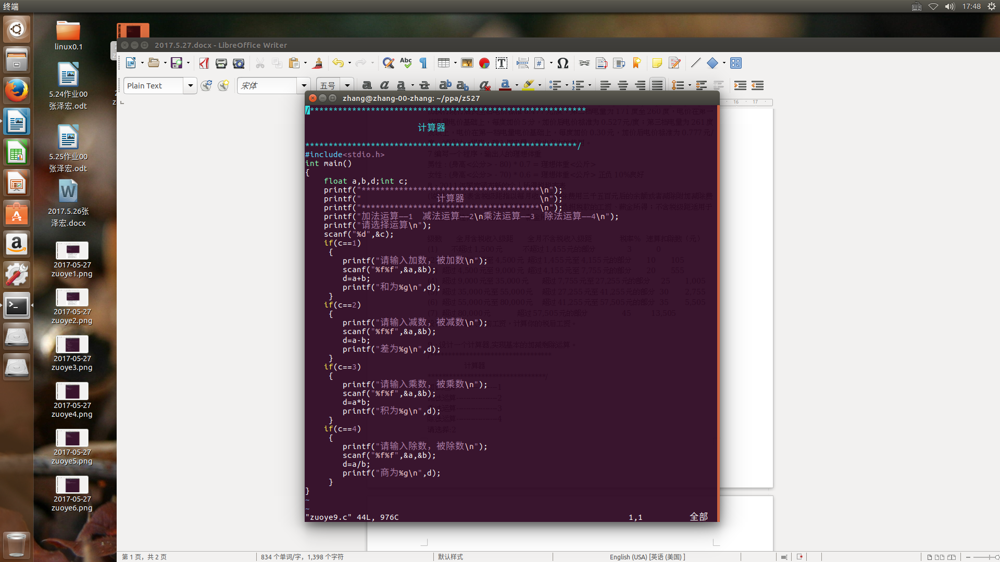 终端
17:48
linux0.1
5.24作业00
张泽宏.odt
5.25作业00
张泽宏.odt
2017.5.26张
泽宏.docx
2017-05-27
zuoye1.png
2017-05-27
zuoye2.png
2017-05-27
zuoye3.png
2017-05-27
zuoye4.png
2017-05-27
zuoye5.png
2017-05-27
zuoye6.png
2017.5.27.docx - LibreOffice Writer
Plain Text
宋体
五号
16 17
zhang@zhang-00-zhang: ~/ppa/z527
/***********************************************************
计算器
**********************************************************/
#include<stdio.h>
int main()
{
float a,b,d;int c;
printf("**************************************\n");
printf(" 计算器 \n");
printf("**************************************\n");
printf("加法运算——1 减法运算——2\n乘法运算——3 除法运算——4\n");
printf("请选择运算\n");
scanf("%d",&c);
if(c==1)
{
printf("请输入加数，被加数\n");
scanf("%f%f",&a,&b);
d=a+b;
printf("和为%g\n",d);
}
if(c==2)
{
printf("请输入减数，被减数\n");
scanf("%f%f",&a,&b);
d=a-b;
printf("差为%g\n",d);
}
if(c==3)
{
printf("请输入乘数，被乘数\n");
scanf("%f%f",&a,&b);
d=a*b;
printf("积为%g\n",d);
}
if(c==4)
{
printf("请输入除数，被除数\n");
scanf("%f%f",&a,&b);
d=a/b;
printf("商为%g\n",d);
}
}
~
~
"zuoye9.c" 44L, 976C 1,1 全部
第 1 页，共 2 页
834 个单词/字，1,398 个字符
默认样式
English (USA) [英语 (美国) ]